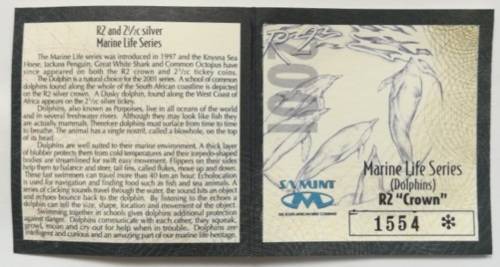 R2 and 2½c silver
Marine Life Series
The Marine Life series was introduced in 1997 and the Knysna Sea
Horse, Jackass Penguin, Great White Shark and Common Octopus have
since appeared on both the R2 crown and 2½c tickey coins.
The Dolphin is a natural choice for the 2001 series. A school of common
dolphins found along the whole of the South African coastline is depicted
on the R2 silver crown. A Dusky dolphin, found along the West Coast of
Africa appears on the 2½c silver tickey.
Dolphins, also known as Porpoises, live in all oceans of the world
and in several freshwater rivers. Although they may look like fish they
are actually mammals. Therefore dolphins must surface from time to time
to breathe. The animal has a single nostril, called a blowhole, on the top
of its head.
Dolphins are well suited to their marine environment. A thick layer
of blubber protects them from cold temperatures and their torpedo-shaped
bodies are streamlined for swift easy movement. Flippers on their sides
help them to balance and steer, tail fins, called flukes, move up and down.
These fast swimmers can travel more than 40 km an hour. Echolocation
is used for navigation and finding food such as fish and sea animals. A
series of clicking sounds travel through the water, the sound hits an object
and echoes bounce back to the dolphin. By listening to the echoes a
dolphin can tell the size, shape, location and movement of the object.
Swimming together in schools gives dolphins additional protection
against danger. Dolphins communicate with each other, they squeak,
growl, moan and cry out for help when in trouble. Dolphins are
intelligent and curious and an amazing part of our marine life heritage.
2001
SA MINT
THE SOUTH AFRICAN MINT COMPANY
Marine Life Series
(Dolphins)
R2 "Crown"
1554 *